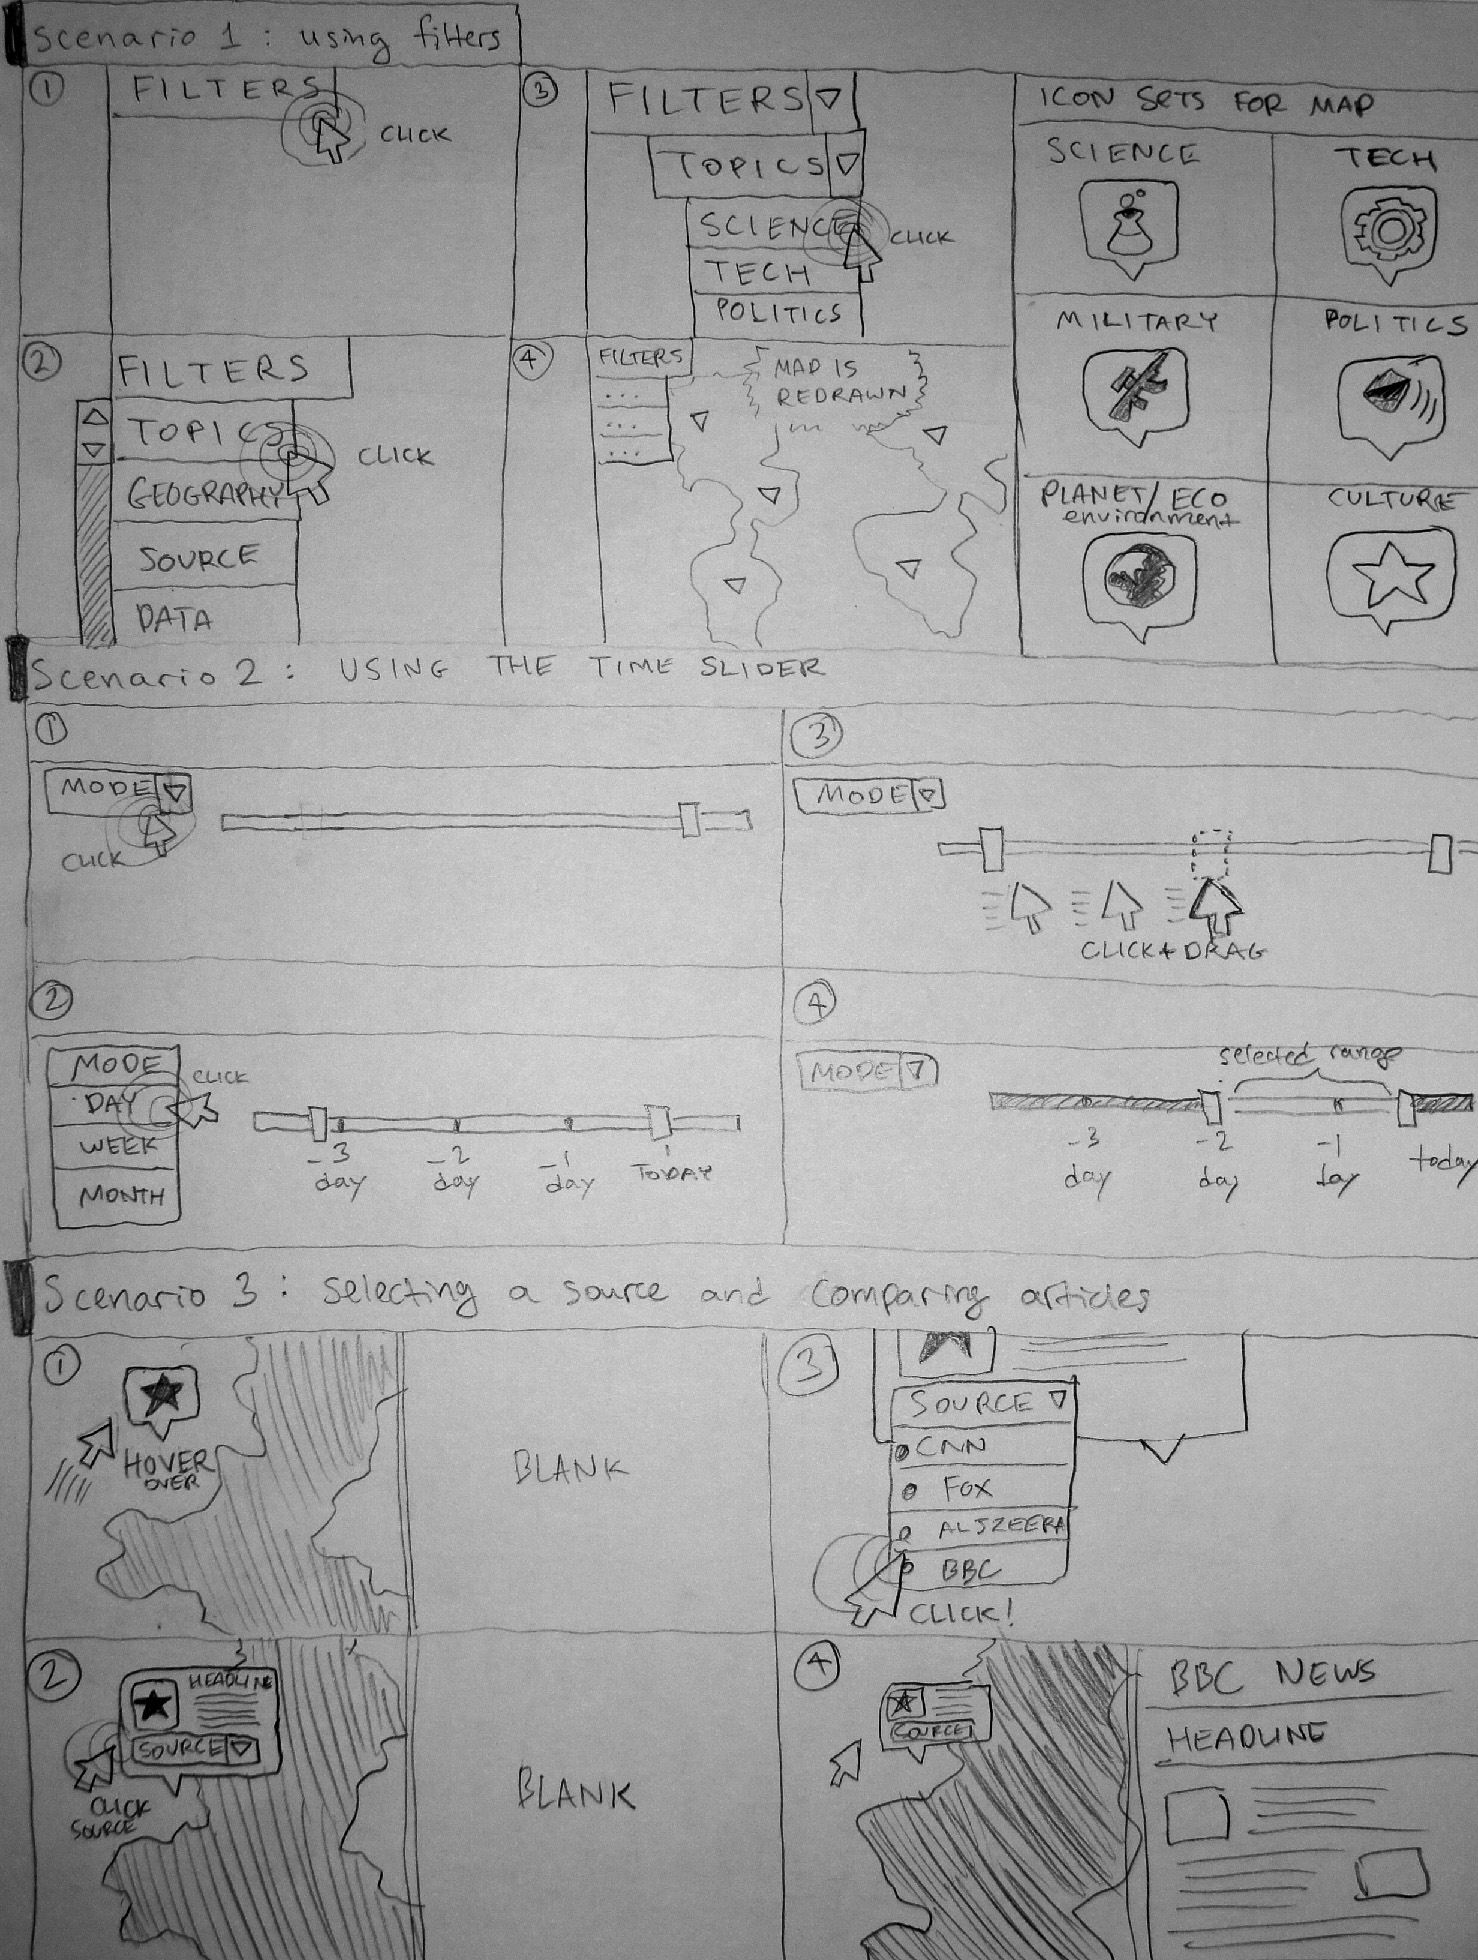 Scenario 1 : using filters
1
FILTERS
CLICK
2
FILTERS
TOPICS
CLICK
GEOGRAPHY
SOURCE
DATA
3
FILTERS
TOPICS
SCIENCE
CLICK
TECH
POLITICS
4
FILTERS
...
...
...
MAP IS
REDRAWN
ICON SETS FOR MAP
SCIENCE
TECH
MILITARY
POLITICS
PLANET/ECO
environment
CULTURE
Scenario 2 : USING THE TIME SLIDER
1
MODE
CLICK
2
MODE
CLICK
DAY
WEEK
MONTH
-3
day
-2
day
-1
day
TODAY
3
MODE
CLICK+DRAG
4
MODE
selected range
-3
day
-2
day
-1
day
today
Scenario 3 : selecting a source and comparing articles
1
HOVER
OVER
BLANK
2
HEADLINE
SOURCE
CLICK
SOURCE
BLANK
3
SOURCE
CNN
FOX
ALJZEERA
BBC
CLICK!
4
SOURCE
BBC NEWS
HEADLINE